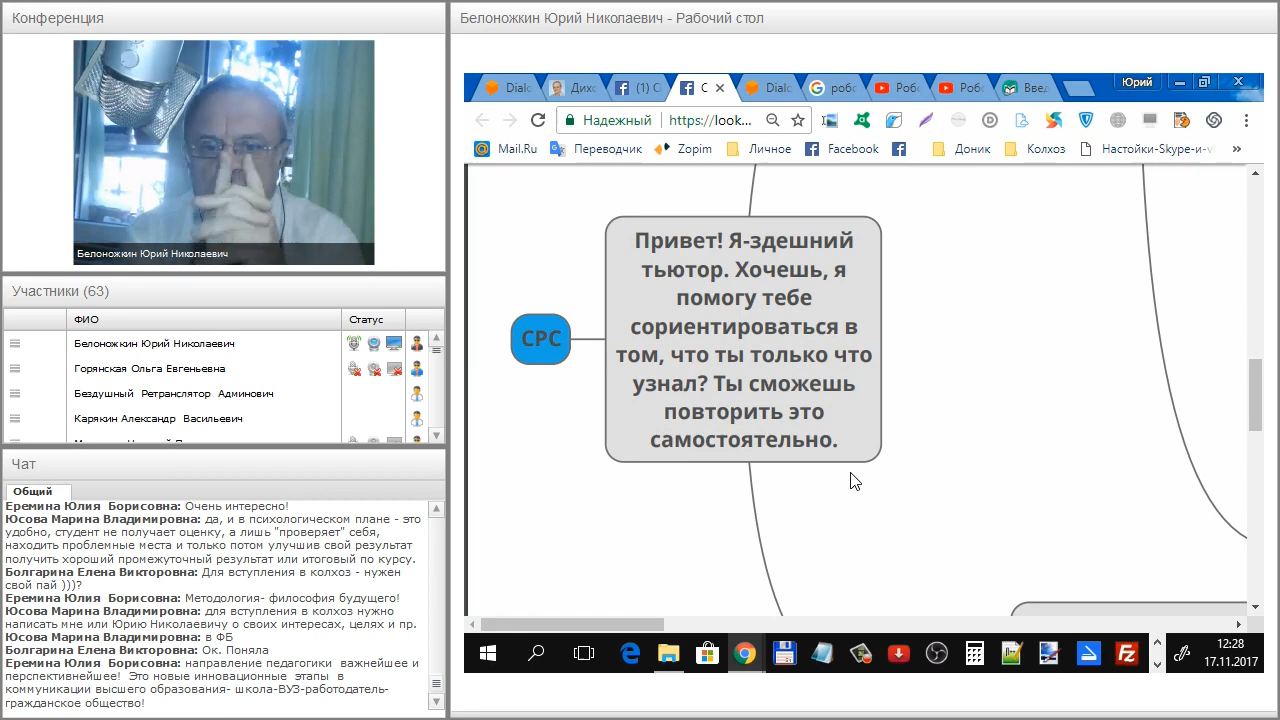 Конференция
Белоножкин Юрий Николаевич
Участники (63)
ФИО
Статус
Белоножкин Юрий Николаевич
Горянская Ольга Евгеньевна
Бездушный Ретранслятор Админович
Карякин Александр Васильевич
Чат
Общий
Еремина Юлия Борисовна: Очень интересно!
Юсова Марина Владимировна: да, и в психологическом плане - это
удобно, студент не получает оценку, а лишь "проверяет" себя,
находить проблемные места и только потом улучшив свой результат
получить хороший промежуточный результат или итоговый по курсу.
Болгарина Елена Викторовна: Для вступления в колхоз - нужен
свой пай )))?
Еремина Юлия Борисовна: Методология- философия будущего!
Юсова Марина Владимировна: для вступления в колхоз нужно
написать мне или Юрию Николаевичу о своих интересах, целях и пр.
Юсова Марина Владимировна: в ФБ
Болгарина Елена Викторовна: Ок. Поняла
Еремина Юлия Борисовна: направление педагогики важнейшее и
перспективнейшее! Это новые инновационные этапы в
коммуникации высшего образования- школа ВУЗ-работодатель-
гражданское общество!
Белоножкин Юрий Николаевич - Рабочий стол
Dialo
Дихо
(1) С
С
Dialo
робо
Робо
Робо
Введ
Юрий
Надежный
https://look...
Mail.Ru
Переводчик
Zopim
Личное
Facebook
Доник
Колхоз
Настойки-Skype-и-v
»
СРС
Привет! Я-здешний
тьютор. Хочешь, я
помогу тебе
сориентироваться в
том, что ты только что
узнал? Ты сможешь
повторить это
самостоятельно.
12:28
17.11.2017